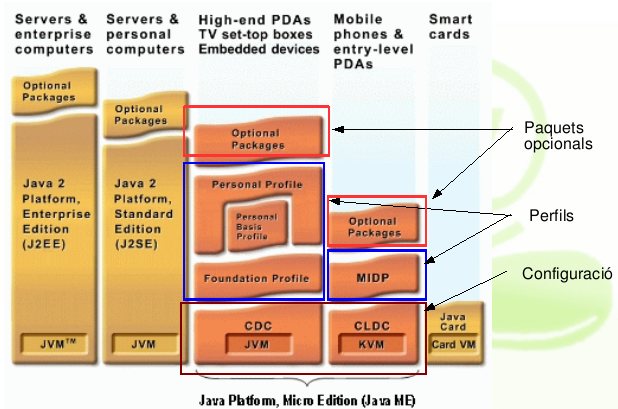 Servers &
enterprise
computers
Servers &
personal
computers
High-end PDAs
TV set-top boxes
Embedded devices
Mobile
phones &
entry-level
PDAs
Smart
cards
Optional
Packages
Java 2
Platform,
Enterprise
Edition
(J2EE)
JVM™
Optional
Packages
Java 2
Platform,
Standard
Edition
(J2SE)
JVM
Optional
Packages
Personal Profile
Personal
Basis
Profile
Foundation Profile
CDC
JVM
Optional
Packages
MIDP
CLDC
KVM
Java
Card
Card VM
Paquets
opcionals
Perfils
Configuració
Java Platform, Micro Edition (Java ME)